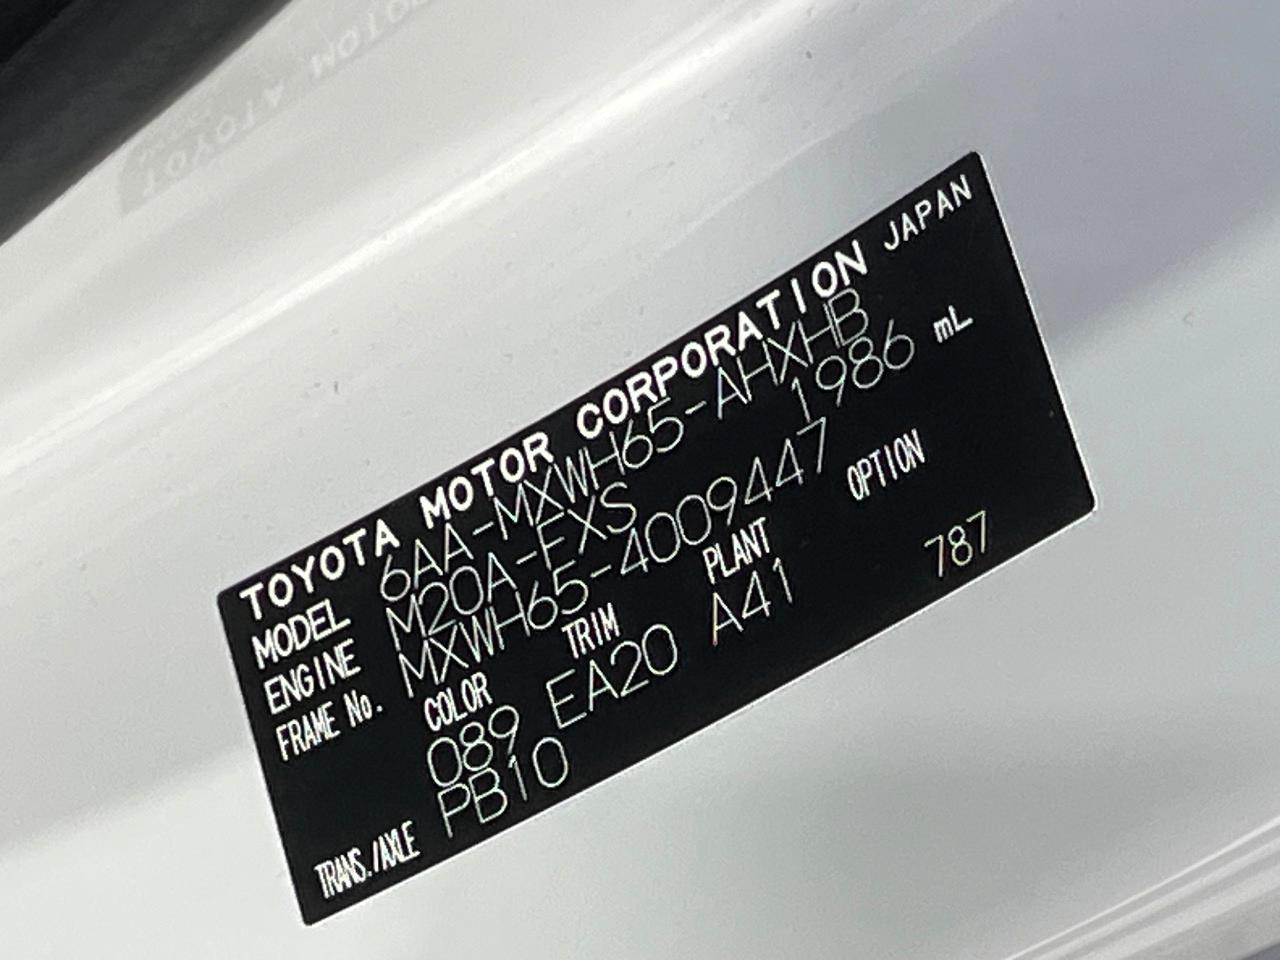 TOYOTA MOTOR CORPORATION JAPAN
MODEL 6AA-MXWH65-AHXHB
ENGINE M20A-FXS 1986 mL
FRAME No. MXWH65-4009447
COLOR TRIM PLANT OPTION
089 EA20 A41 787
TRANS./AXLE PB10